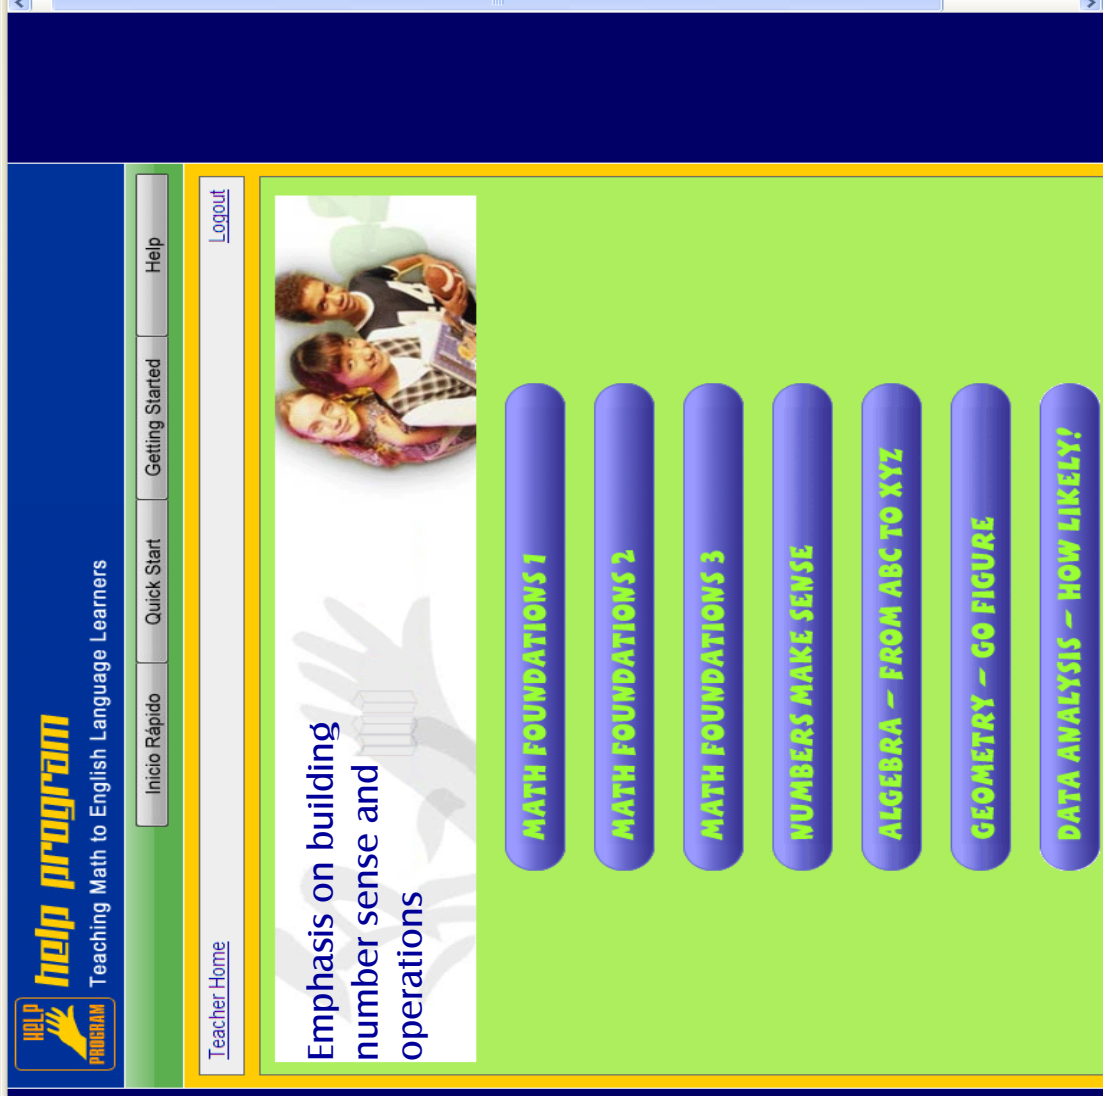 HELP
PROGRAM
help program
Teaching Math to English Language Learners
Inicio Rápido
Quick Start
Getting Started
Help
Teacher Home
Logout
Emphasis on building
number sense and
operations
MATH FOUNDATIONS 1
MATH FOUNDATIONS 2
MATH FOUNDATIONS 3
NUMBERS MAKE SENSE
ALGEBRA – FROM ABC TO XYZ
GEOMETRY – GO FIGURE
DATA ANALYSIS – HOW LIKELY!